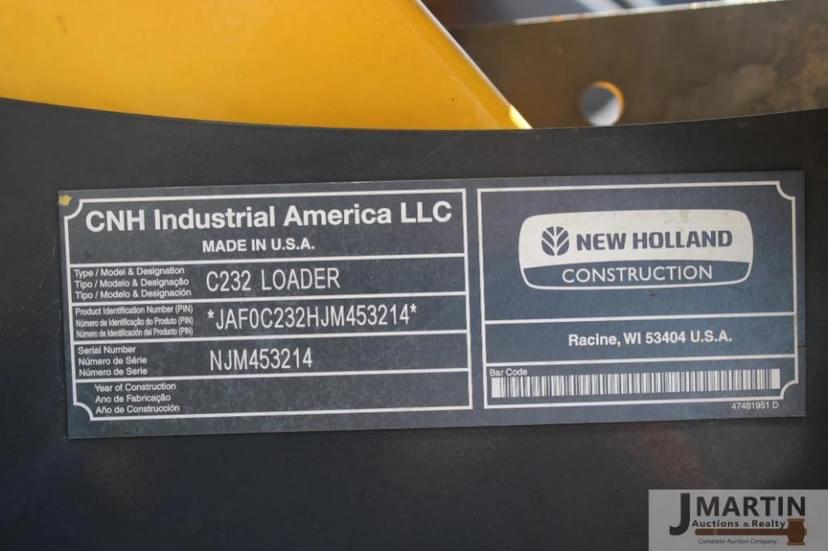 CNH Industrial America LLC
MADE IN U.S.A.
Type / Model & Designation
Tipo / Modelo & Designação
Tipo / Modelo & Designación
C232 LOADER
Product Identification Number (PIN)
Número de Identificação do Produto (PIN)
Número de Identificación del Producto (PIN)
*JAF0C232HJM453214*
Serial Number
Número de Série
Número de Serie
NJM453214
Year of Construction
Ano de Fabricação
Año de Construcción
NEW HOLLAND
CONSTRUCTION
Racine, WI 53404 U.S.A.
Bar Code
47481951 D
J MARTIN
Auctions & Realty
Complete Auction Company